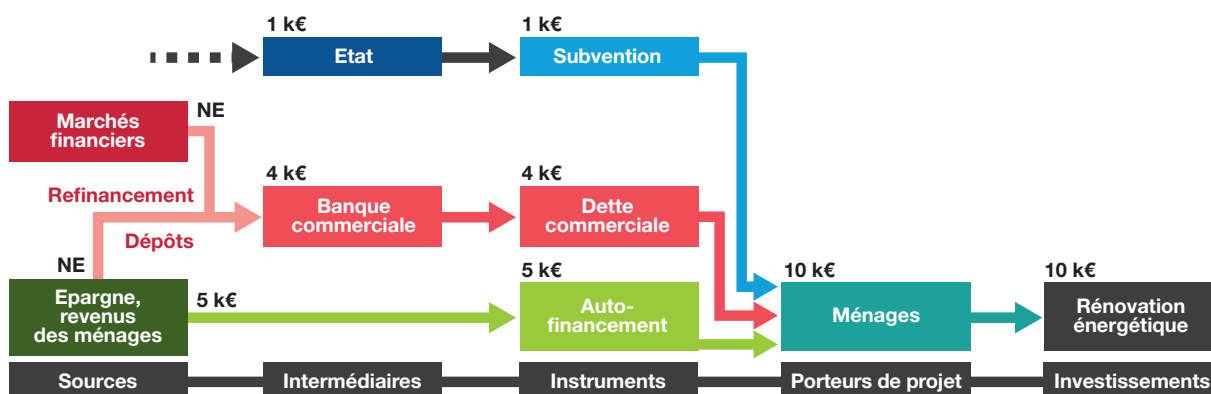 1 k€
1 k€
Etat
Subvention
Marchés
financiers
NE
Refinancement
4 k€
4 k€
Banque
commerciale
Dette
commerciale
Dépôts
NE
5 k€
10 k€
10 k€
Epargne,
revenus
des ménages
5 k€
Auto-
financement
Ménages
Rénovation
énergétique
Sources
Intermédiaires
Instruments
Porteurs de projet
Investissements